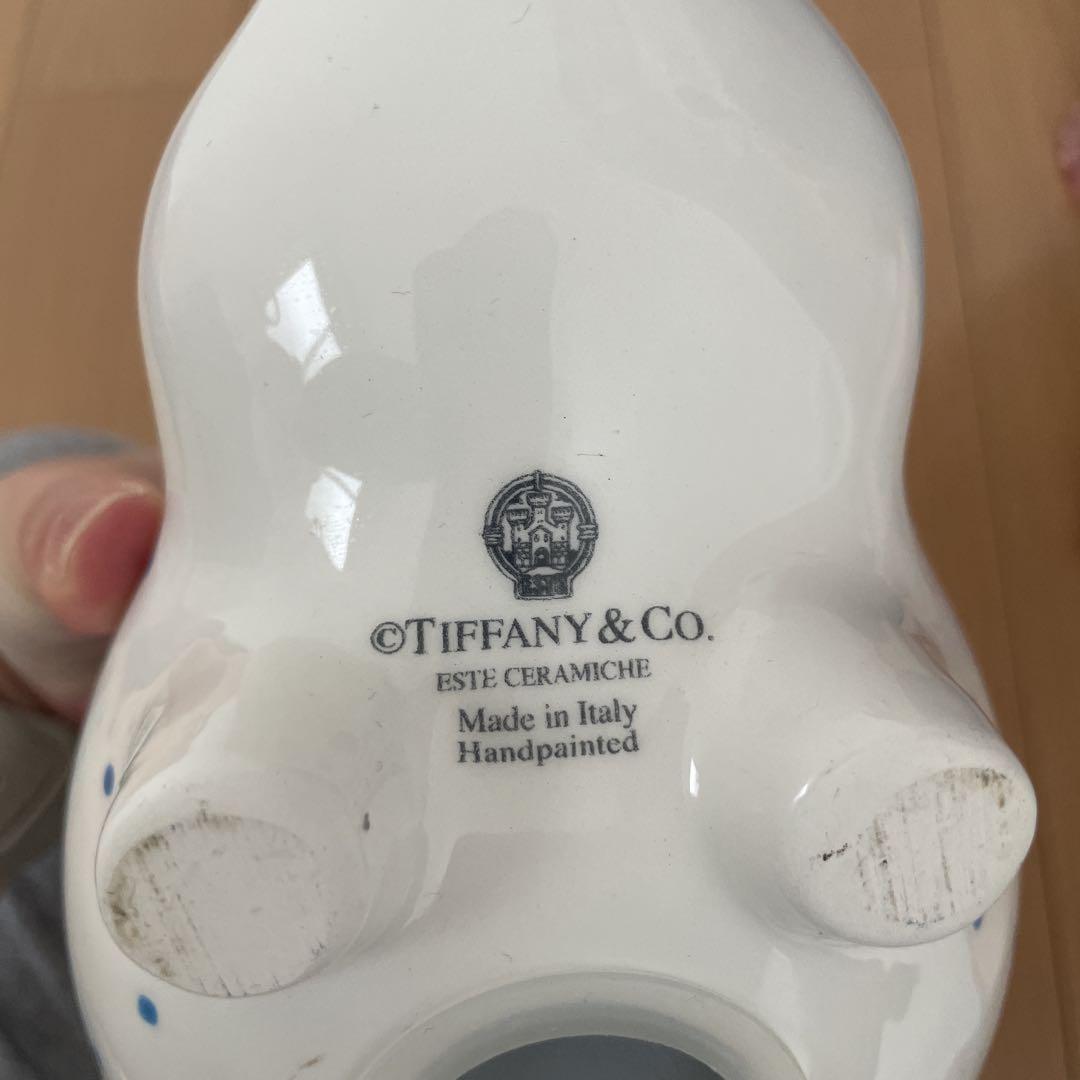 ©TIFFANY & CO.
ESTE CERAMICHE
Made in Italy
Handpainted